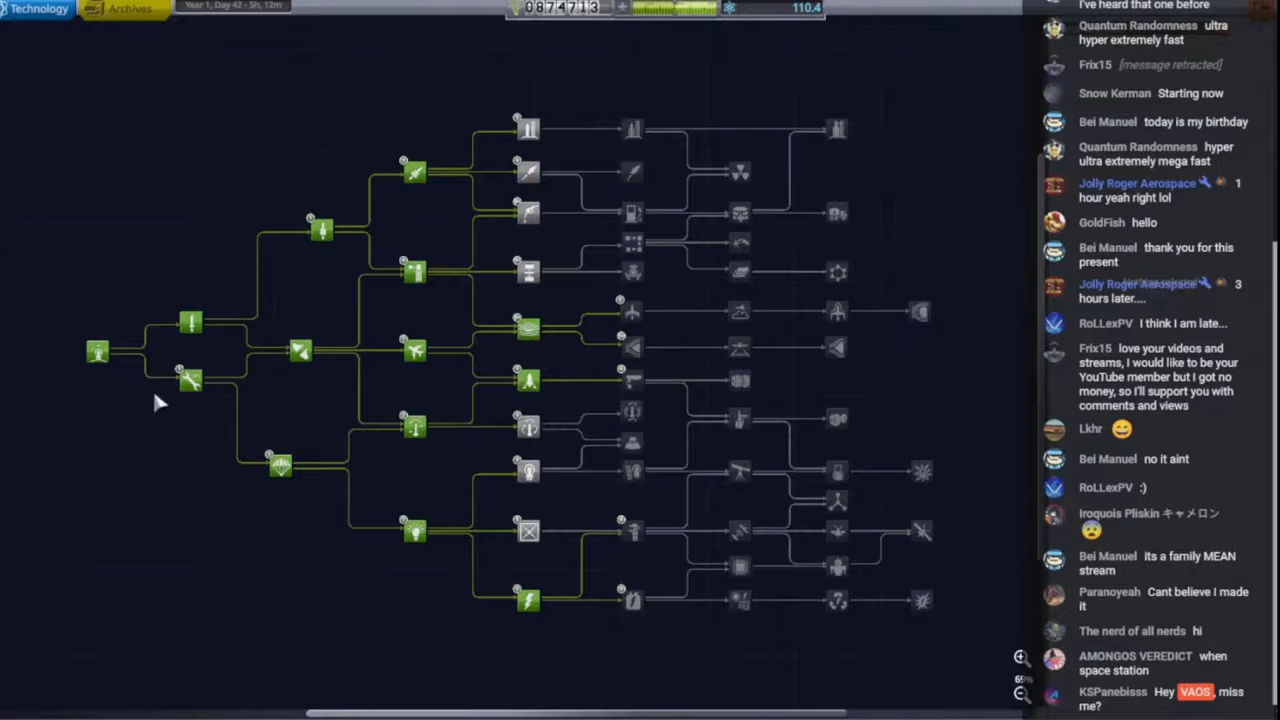 Technology
Archives
Year 1, Day 42 - 5h, 12m
0874713
110.4
69%
I've heard that one before
Quantum Randomness ultra
hyper extremely fast
Frix15 [message retracted]
Snow Kerman Starting now
Bei Manuel today is my birthday
Quantum Randomness hyper
ultra extremely mega fast
Jolly Roger Aerospace 1
hour yeah right lol
GoldFish hello
Bei Manuel thank you for this
present
Jolly Roger Aerospace 3
hours later....
RoLLexPV I think I am late...
Frix15 love your videos and
streams, I would like to be your
YouTube member but I got no
money, so I'll support you with
comments and views
Lkhr 😄
Bei Manuel no it aint
RoLLexPV :)
Iroquois Pliskin キャメロン
😨
Bei Manuel its a family MEAN
stream
Paranoyeah Cant believe I made
it
The nerd of all nerds hi
AMONGOS VEREDICT when
space station
KSPanebisss Hey VAOS, miss
me?